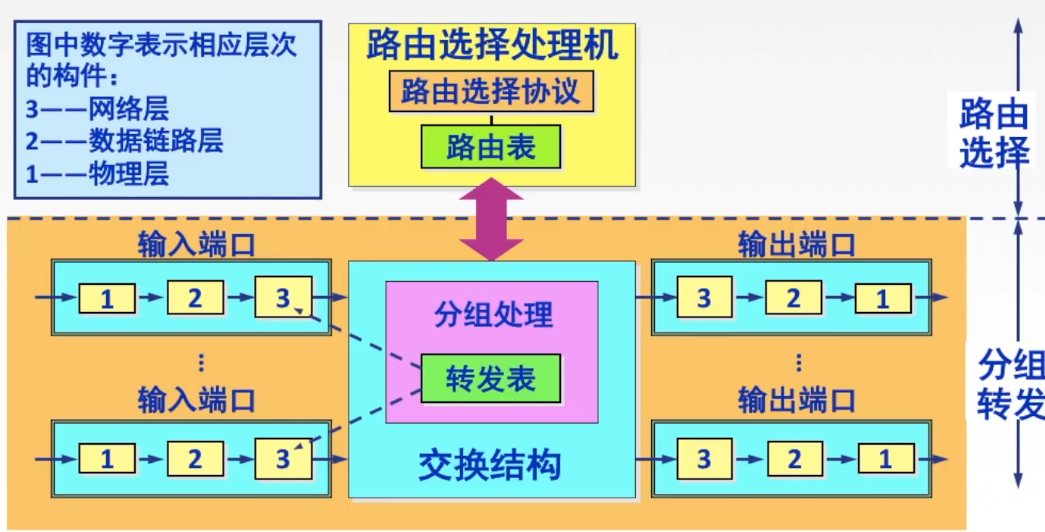 图中数字表示相应层次
的构件：
3——网络层
2——数据链路层
1——物理层
路由选择处理机
路由选择协议
路由表
路由
选择
输入端口
1
2
3
输出端口
3
2
1
分组处理
转发表
交换结构
分组
转发
输入端口
1
2
3
输出端口
3
2
1